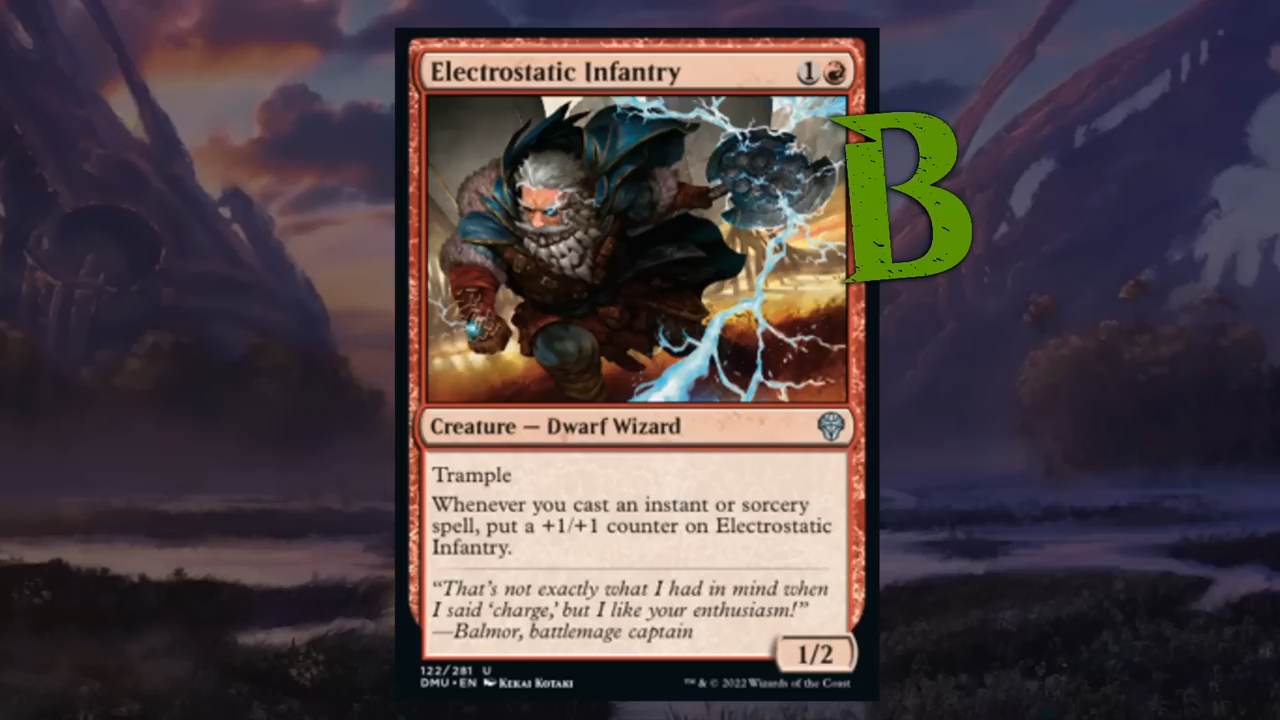 Electrostatic Infantry 1
B
Creature — Dwarf Wizard
Trample
Whenever you cast an instant or sorcery
spell, put a +1/+1 counter on Electrostatic
Infantry.
“That’s not exactly what I had in mind when
I said ‘charge,’ but I like your enthusiasm!”
—Balmor, battlemage captain
1/2
122/281 U
DMU • EN Kekai Kotaki
™ & © 2022 Wizards of the Coast